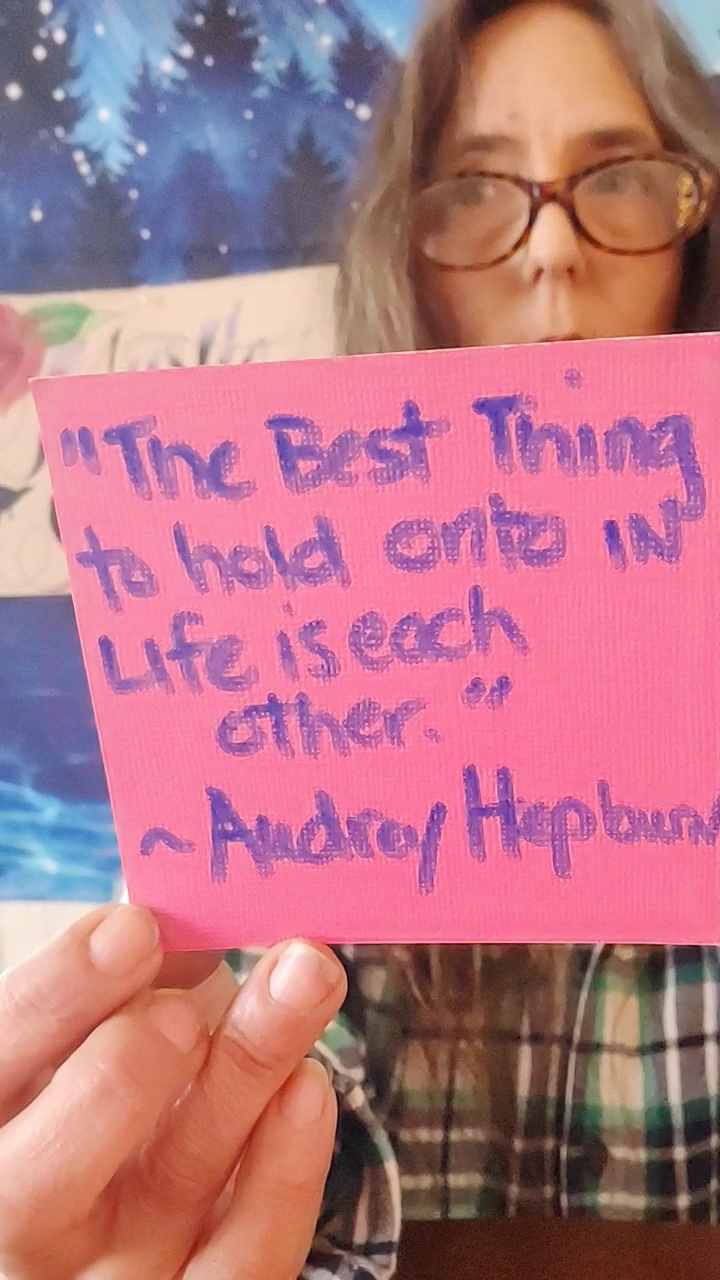 "The Best Thing
to hold onto IN
Life is each
other."
~ Audrey Hepburn